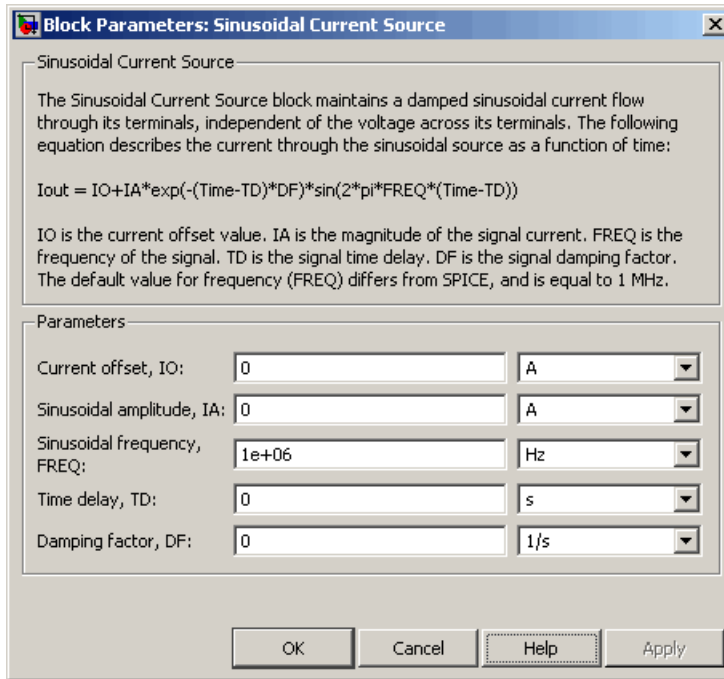 Block Parameters: Sinusoidal Current Source
Sinusoidal Current Source
The Sinusoidal Current Source block maintains a damped sinusoidal current flow
through its terminals, independent of the voltage across its terminals. The following
equation describes the current through the sinusoidal source as a function of time:
Iout = IO+IA*exp(-(Time-TD)*DF)*sin(2*pi*FREQ*(Time-TD))
IO is the current offset value. IA is the magnitude of the signal current. FREQ is the
frequency of the signal. TD is the signal time delay. DF is the signal damping factor.
The default value for frequency (FREQ) differs from SPICE, and is equal to 1 MHz.
Parameters
Current offset, IO: 0 A
Sinusoidal amplitude, IA: 0 A
Sinusoidal frequency,
FREQ: 1e+06 Hz
Time delay, TD: 0 s
Damping factor, DF: 0 1/s
OK Cancel Help Apply